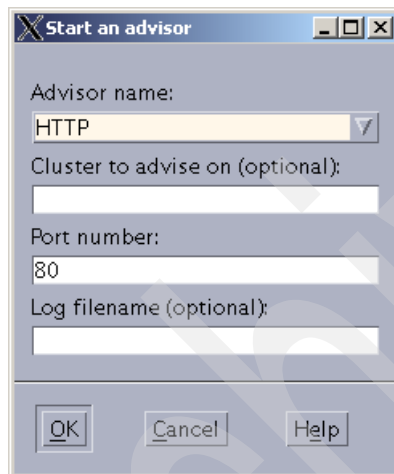 Start an advisor
Advisor name:
HTTP
Cluster to advise on (optional):
Port number:
80
Log filename (optional):
OK Cancel Help